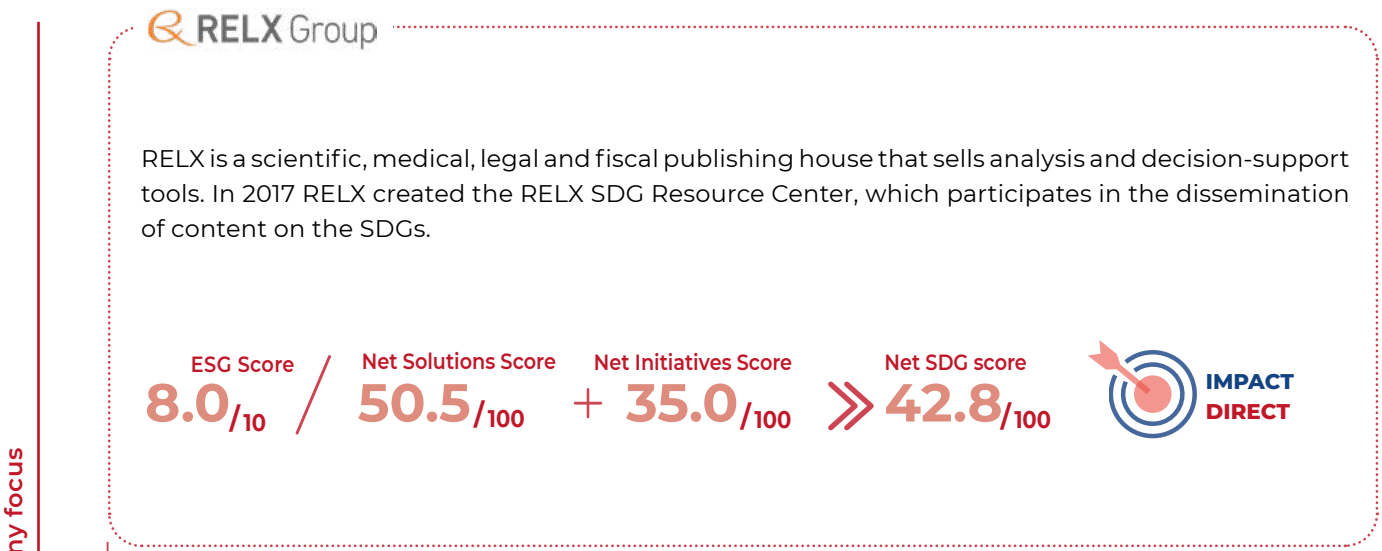 RELX Group
RELX is a scientific, medical, legal and fiscal publishing house that sells analysis and decision-support
tools. In 2017 RELX created the RELX SDG Resource Center, which participates in the dissemination
of content on the SDGs.
ESG Score
8.0/10
Net Solutions Score
50.5/100
+
Net Initiatives Score
35.0/100
Net SDG score
42.8/100
IMPACT
DIRECT
focus